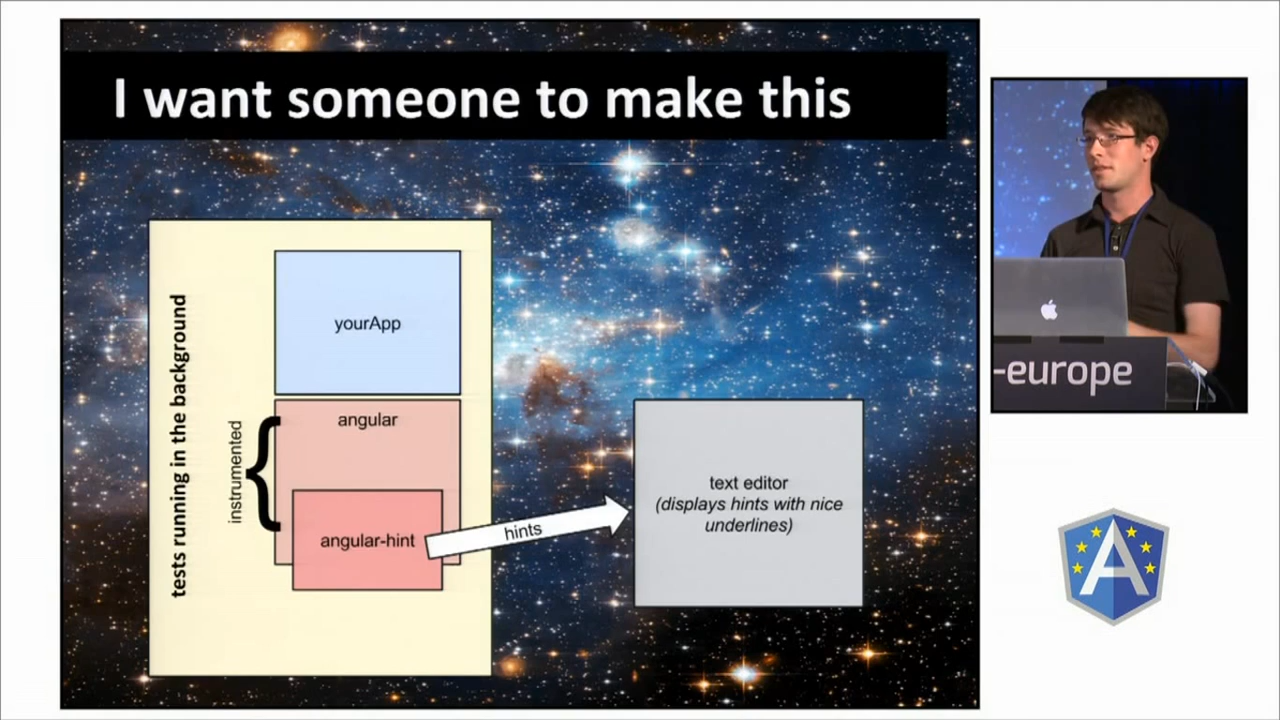 I want someone to make this
tests running in the background
yourApp
instrumented
{
angular
angular-hint
hints
text editor
(displays hints with nice
underlines)
-europe
A